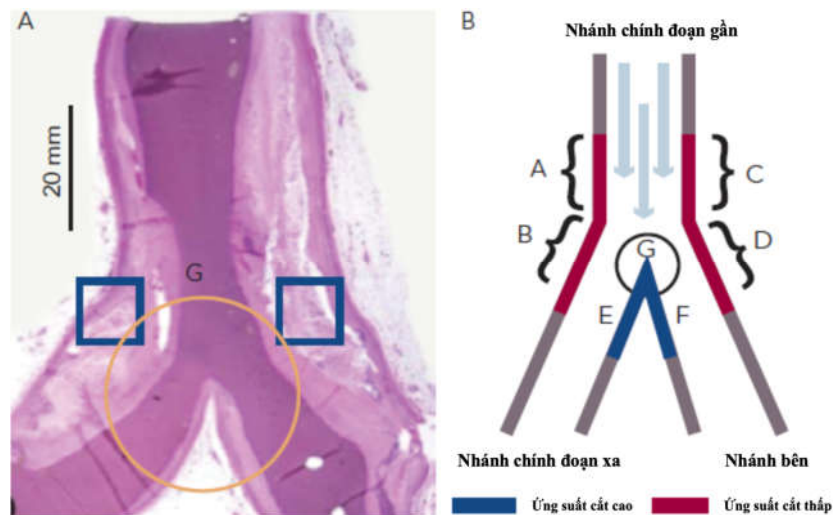 A
20 mm
G
B
Nhánh chính đoạn gần
A
C
B
D
G
E
F
Nhánh chính đoạn xa
Nhánh bên
Ứng suất cắt cao
Ứng suất cắt thấp